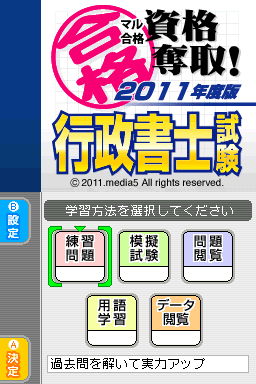 合格
マル合格
資格
奪取!
2011年度版
行政書士試験
© 2011.media5 All rights reserved.
学習方法を選択してください
B 設定
練習問題
模擬試験
問題閲覧
用語学習
データ閲覧
A 決定
過去問を解いて実力アップ